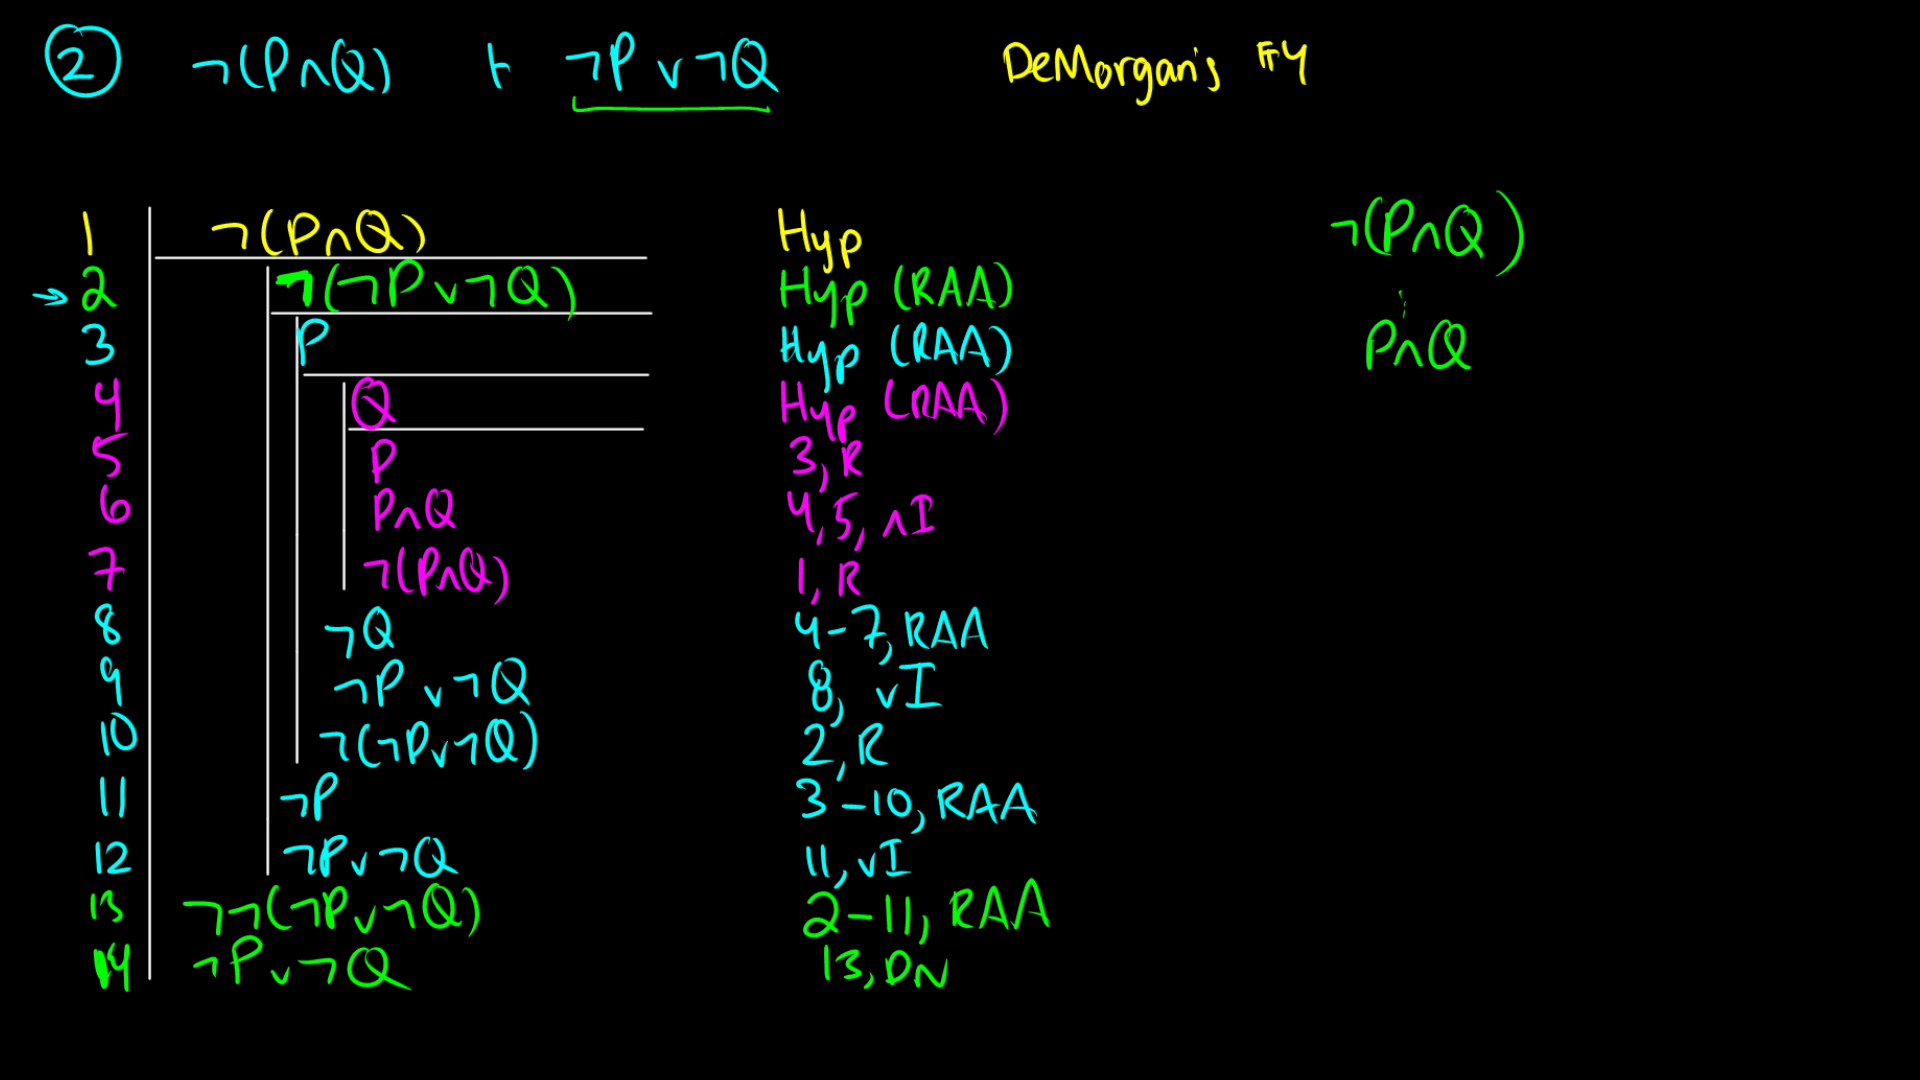 ② ¬(P∧Q) ⊢ ¬P∨¬Q DeMorgan's #4
1 ¬(P∧Q) Hyp
→ 2 ¬(¬P∨¬Q) Hyp (RAA)
3 P Hyp (RAA)
4 Q Hyp (RAA)
5 P 3, R
6 P∧Q 4,5, ∧I
7 ¬(P∧Q) 1, R
8 ¬Q 4-7, RAA
9 ¬P ∨ ¬Q 8, ∨I
10 ¬(¬P∨¬Q) 2, R
11 ¬P 3-10, RAA
12 ¬P∨¬Q 11, ∨I
13 ¬¬(¬P∨¬Q) 2-11, RAA
14 ¬P∨¬Q 13, DN
¬(P∧Q)
⋮
P∧Q